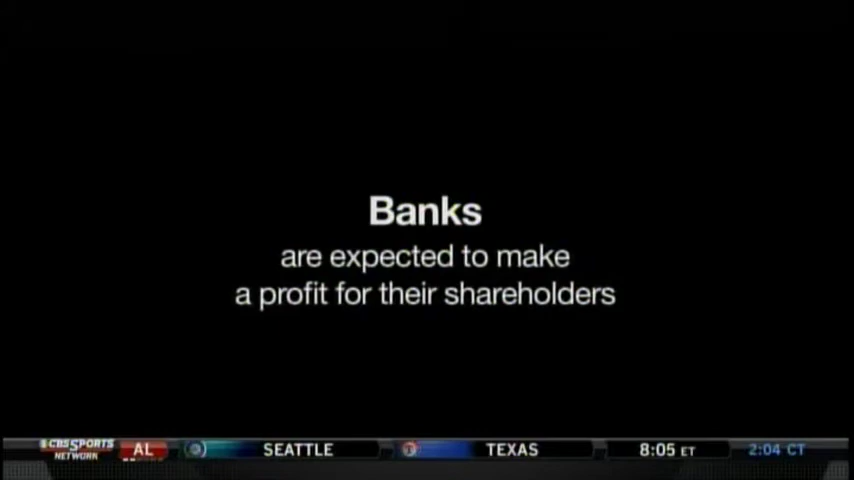 Banks
are expected to make
a profit for their shareholders
CBS SPORTS NETWORK AL SEATTLE T TEXAS 8:05 ET 2:04 CT